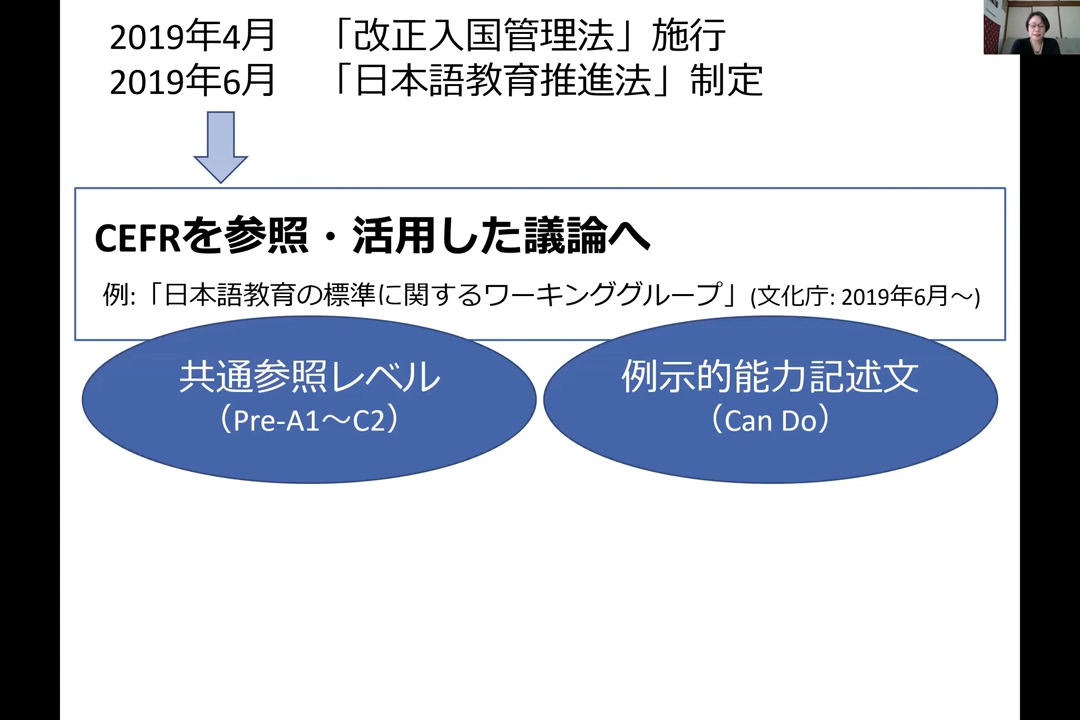 2019年4月 「改正入国管理法」施行
2019年6月 「日本語教育推進法」制定
CEFRを参照・活用した議論へ
例:「日本語教育の標準に関するワーキンググループ」(文化庁: 2019年6月～)
共通参照レベル
（Pre-A1～C2）
例示的能力記述文
（Can Do）